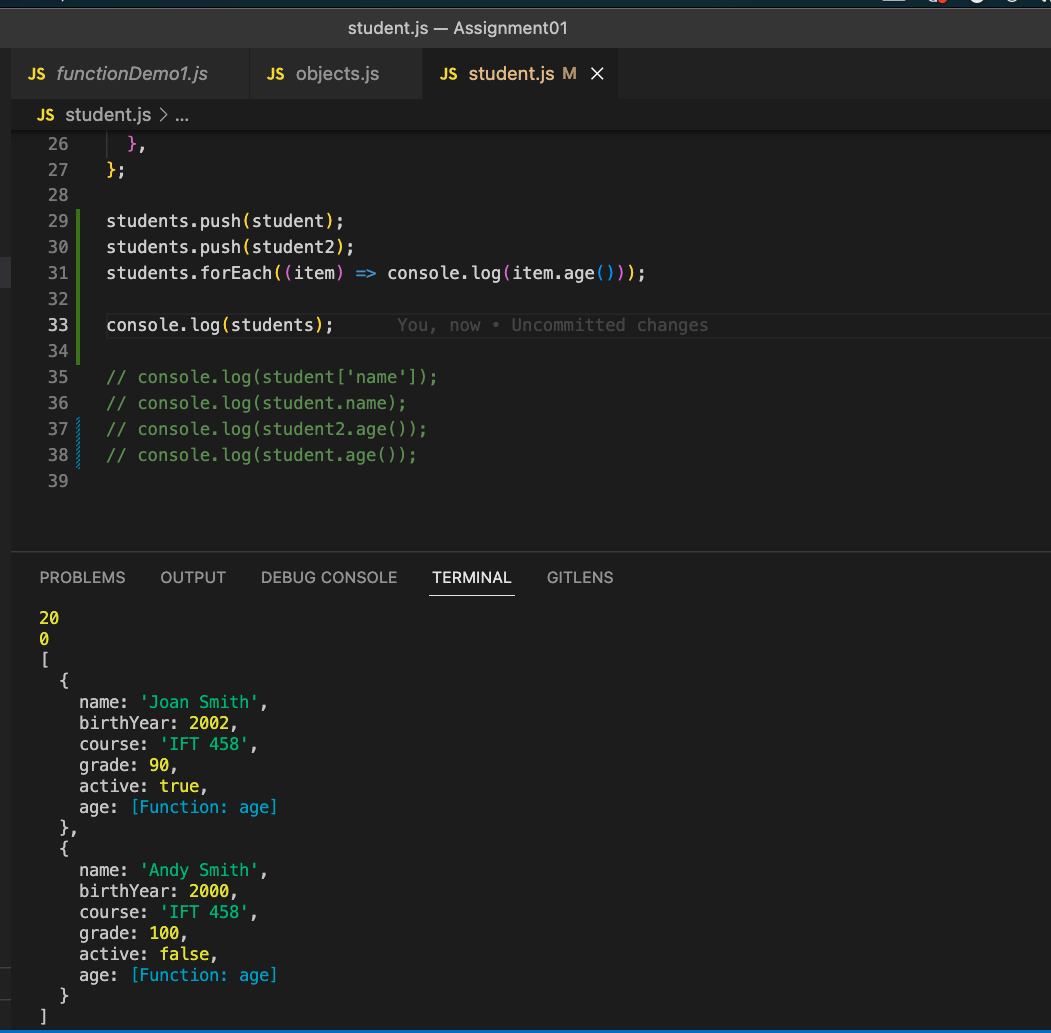 student.js — Assignment01
JS functionDemo1.js JS objects.js JS student.js M ×
JS student.js > ...
26 },
27 };
28
29 students.push(student);
30 students.push(student2);
31 students.forEach((item) => console.log(item.age()));
32
33 console.log(students); You, now • Uncommitted changes
34
35 // console.log(student['name']);
36 // console.log(student.name);
37 // console.log(student2.age());
38 // console.log(student.age());
39
PROBLEMS OUTPUT DEBUG CONSOLE TERMINAL GITLENS
20
0
[
  {
    name: 'Joan Smith',
    birthYear: 2002,
    course: 'IFT 458',
    grade: 90,
    active: true,
    age: [Function: age]
  },
  {
    name: 'Andy Smith',
    birthYear: 2000,
    course: 'IFT 458',
    grade: 100,
    active: false,
    age: [Function: age]
  }
]